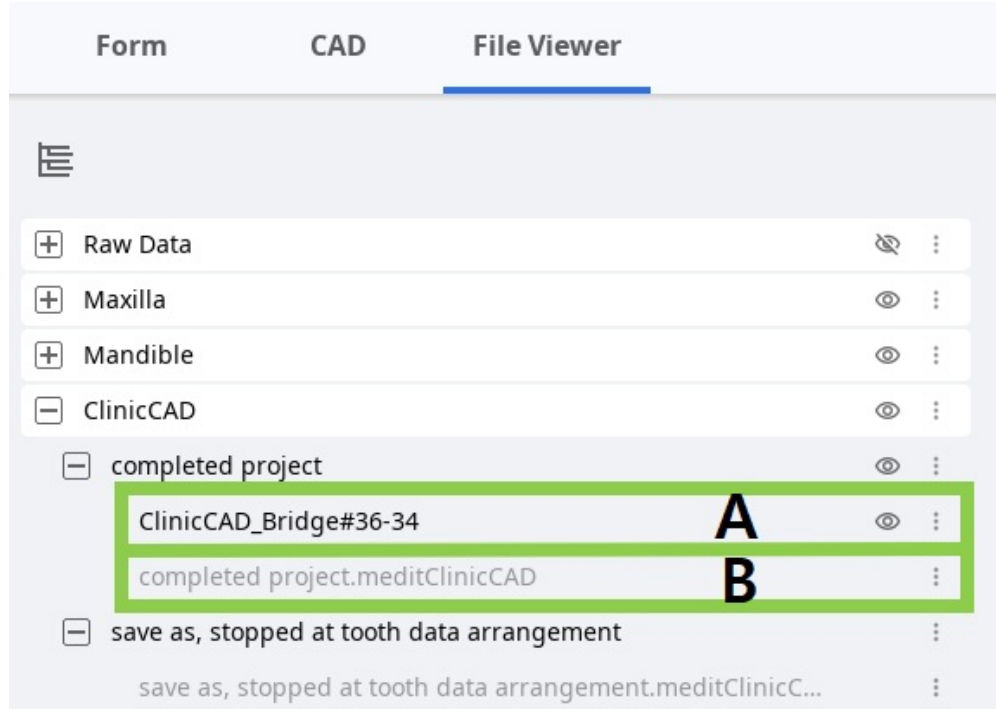 Form CAD File Viewer
Raw Data
Maxilla
Mandible
ClinicCAD
completed project
ClinicCAD_Bridge#36-34 A
completed project.meditClinicCAD B
save as, stopped at tooth data arrangement
save as, stopped at tooth data arrangement.meditClinicC...